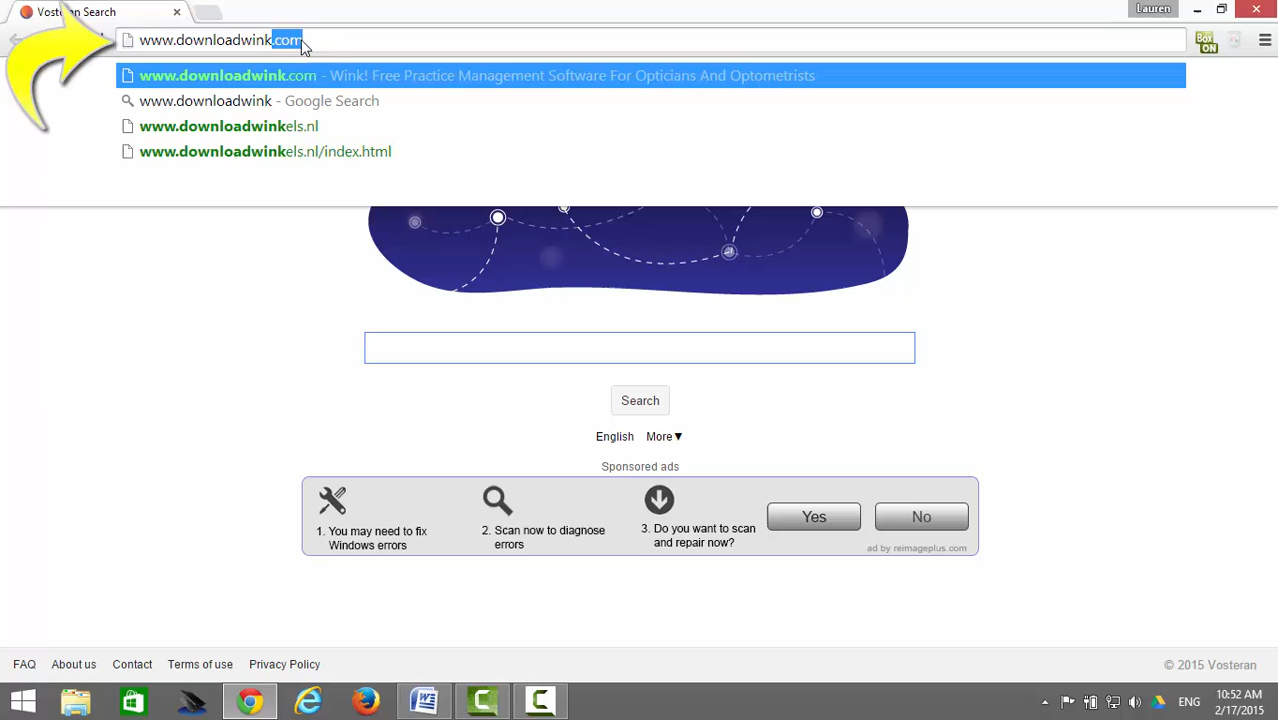 Vosteran Search
Lauren
www.downloadwink.com
www.downloadwink.com - Wink! Free Practice Management Software For Opticians And Optometrists
www.downloadwink - Google Search
www.downloadwinkels.nl
www.downloadwinkels.nl/index.html
Box
ON
Search
English More▼
Sponsored ads
1. You may need to fix
Windows errors
2. Scan now to diagnose
errors
3. Do you want to scan
and repair now?
Yes
No
ad by reimageplus.com
FAQ About us Contact Terms of use Privacy Policy
© 2015 Vosteran
ENG
10:52 AM
2/17/2015